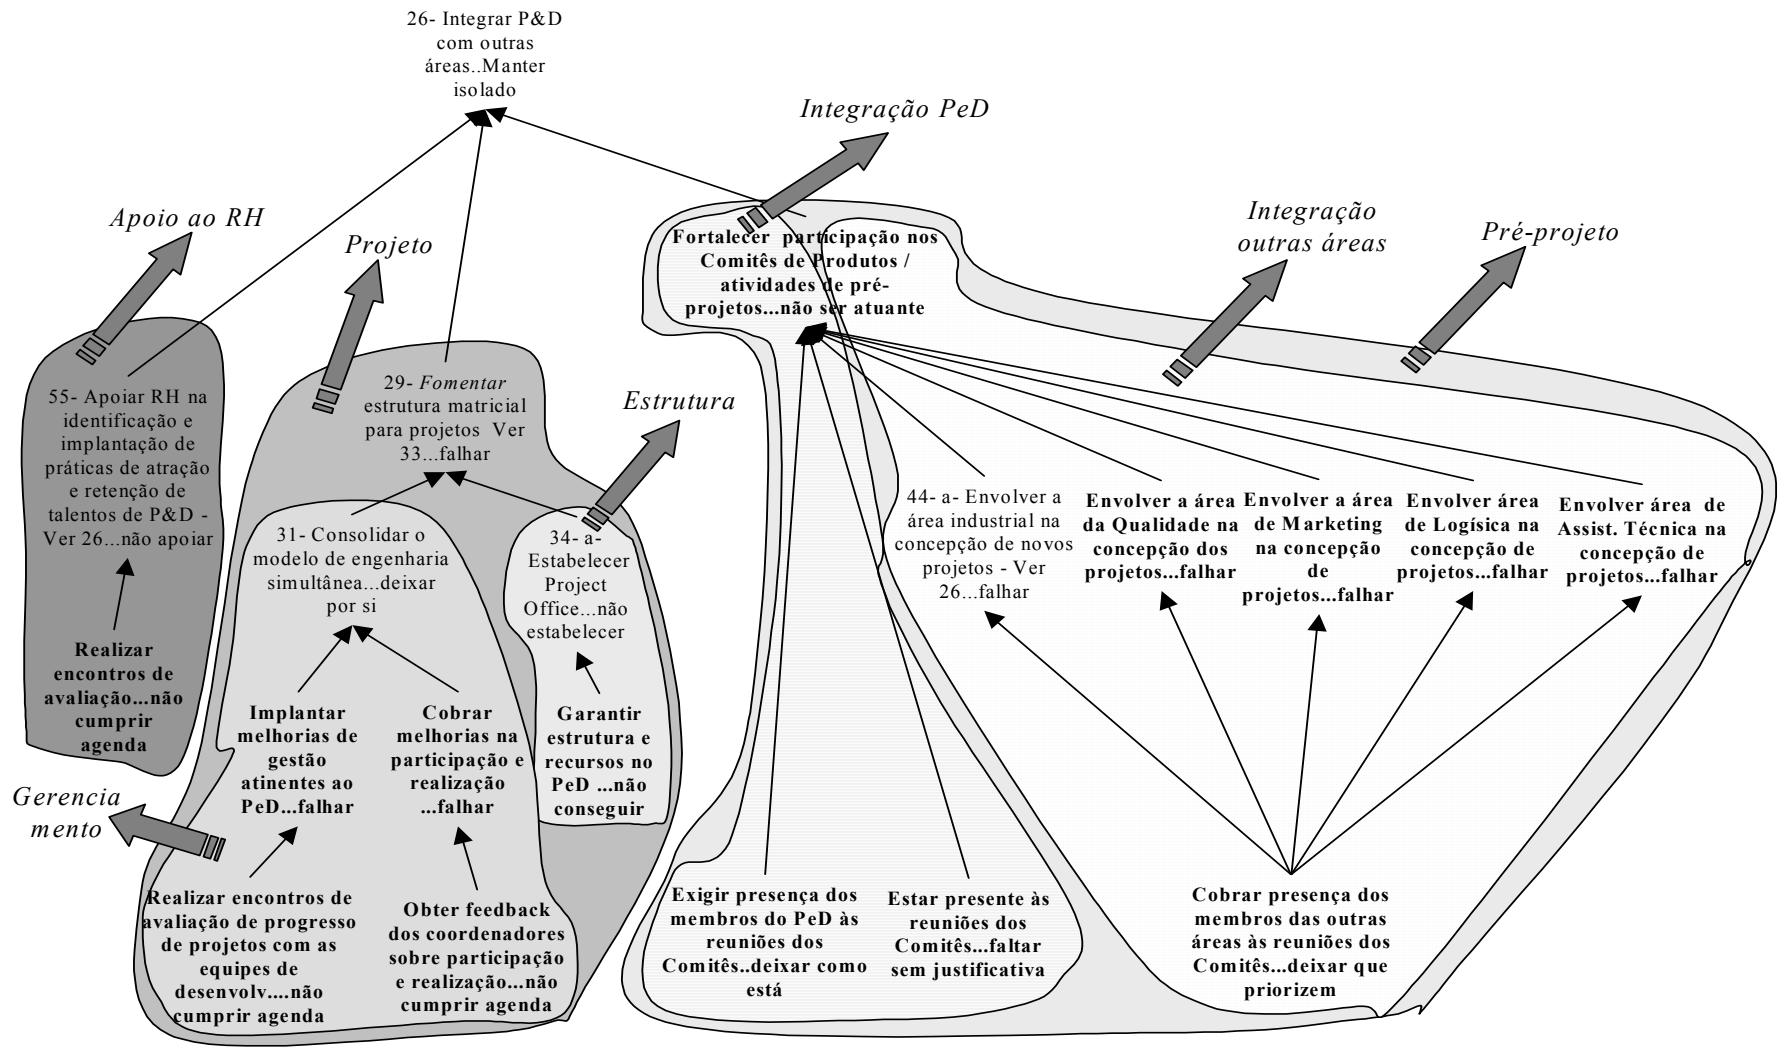 26- Integrar P&D
com outras
áreas..Manter
isolado
Integração PeD
Apoio ao RH
Projeto
Integração
outras áreas
Pré-projeto
Fortalecer participação nos
Comitês de Produtos /
atividades de pré-
projetos...não ser atuante
Estrutura
55- Apoiar RH na
identificação e
implantação de
práticas de atração
e retenção de
talentos de P&D -
Ver 26...não apoiar
29- Fomentar
estrutura matricial
para projetos Ver
33...falhar
31- Consolidar o
modelo de engenharia
simultânea...deixar
por si
34- a-
Estabelecer
Project
Office...não
estabelecer
44- a- Envolver a
área industrial na
concepção de novos
projetos - Ver
26...falhar
Envolver a área
da Qualidade na
concepção dos
projetos...falhar
Envolver a área
de Marketing
na concepção
de
projetos...falhar
Envolver área
de Logísica na
concepção de
projetos...falhar
Envolver área de
Assist. Técnica na
concepção de
projetos...falhar
Realizar
encontros de
avaliação...não
cumprir
agenda
Implantar
melhorias de
gestão
atinentes ao
PeD...falhar
Cobrar
melhorias na
participação e
realização
...falhar
Garantir
estrutura e
recursos no
PeD ...não
conseguir
Gerencia
mento
Realizar encontros de
avaliação de progresso
de projetos com as
equipes de
desenvolv....não
cumprir agenda
Obter feedback
dos coordenadores
sobre participação
e realização...não
cumprir agenda
Exigir presença dos
membros do PeD às
reuniões dos
Comitês..deixar como
está
Estar presente às
reuniões dos
Comitês...faltar
sem justificativa
Cobrar presença dos
membros das outras
áreas às reuniões dos
Comitês...deixar que
priorizem